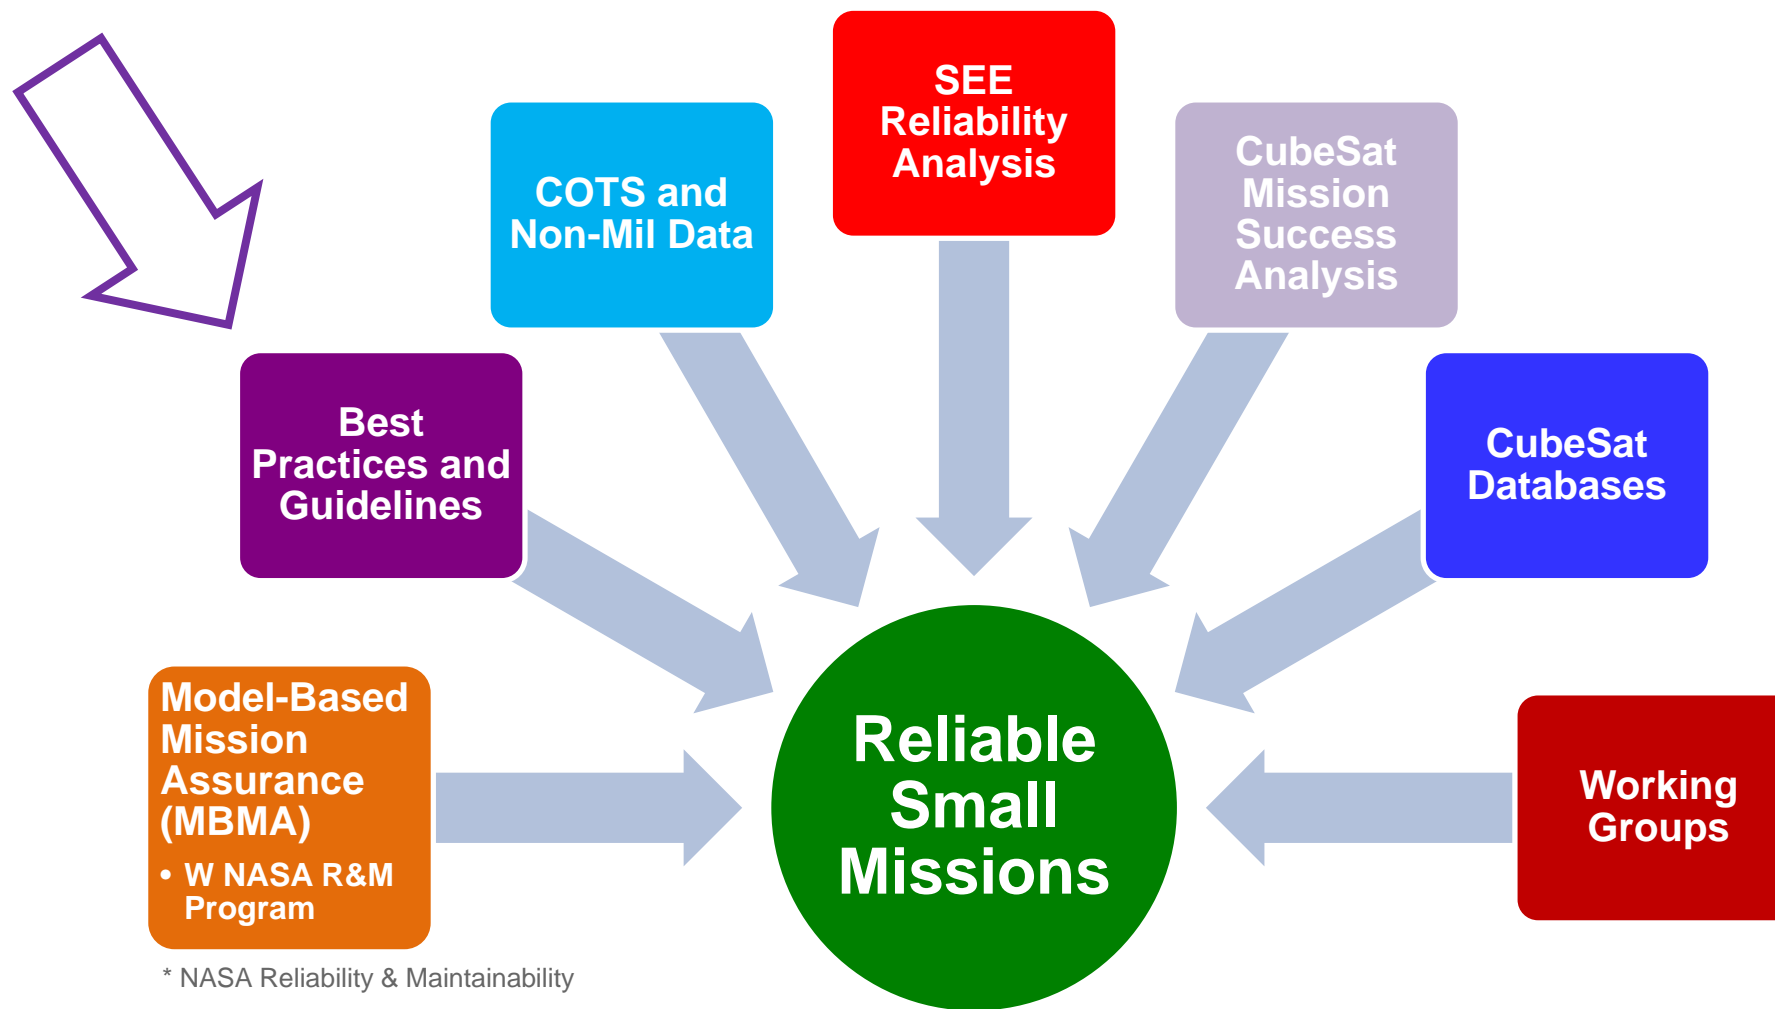 SEE
Reliability
Analysis
COTS and
Non-Mil Data
CubeSat
Mission
Success
Analysis
Best
Practices and
Guidelines
CubeSat
Databases
Model-Based
Mission
Assurance
(MBMA)
• W NASA R&M
Program
Reliable
Small
Missions
Working
Groups
* NASA Reliability & Maintainability